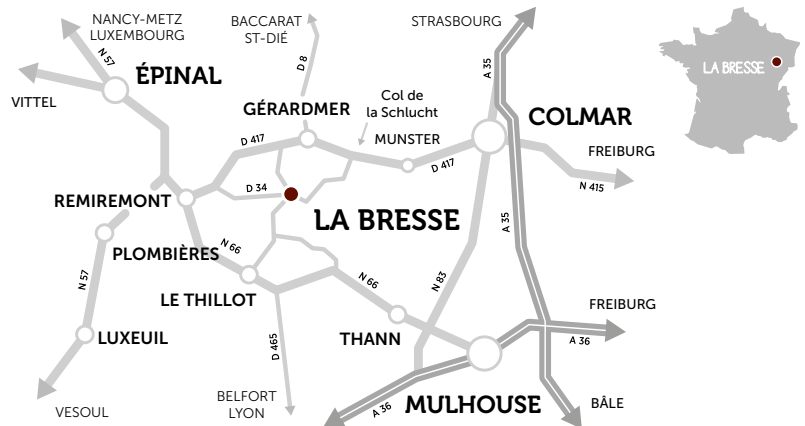 NANCY-METZ
LUXEMBOURG
BACCARAT
ST-DIÉ
STRASBOURG
N 57
D 8
A 35
LA BRESSE
ÉPINAL
VITTEL
GÉRARDMER
Col de
la Schlucht
COLMAR
D 417
MUNSTER
D 417
FREIBURG
N 415
REMIREMONT
D 34
LA BRESSE
A 35
PLOMBIÈRES
N 66
N 57
N 66
N 83
LE THILLOT
FREIBURG
LUXEUIL
D 465
THANN
A 36
VESOUL
BELFORT
LYON
A 36
MULHOUSE
BÂLE